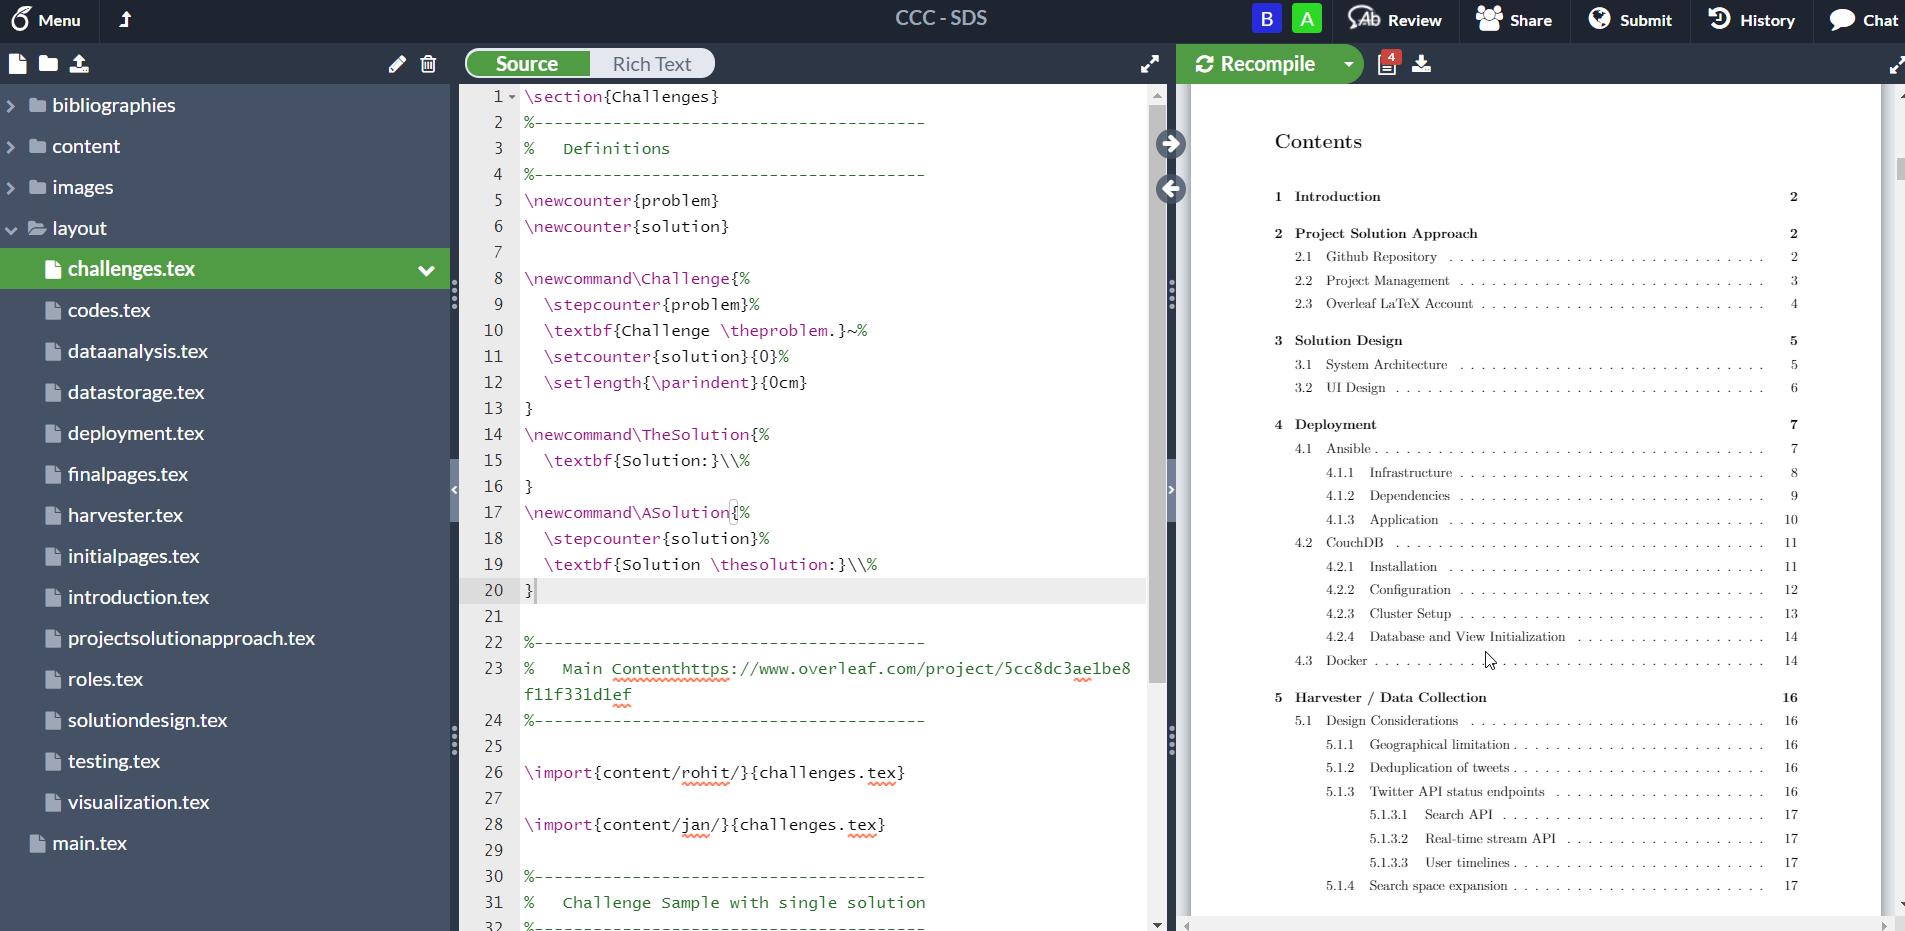 Menu
CCC - SDS
B
A
Review
Share
Submit
History
Chat
Source
Rich Text
Recompile
4
bibliographies
content
images
layout
challenges.tex
codes.tex
dataanalysis.tex
datastorage.tex
deployment.tex
finalpages.tex
harvester.tex
initialpages.tex
introduction.tex
projectsolutionapproach.tex
roles.tex
solutiondesign.tex
testing.tex
visualization.tex
main.tex
1 \section{Challenges}
2 %----------------------------------------
3 %   Definitions
4 %----------------------------------------
5 \newcounter{problem}
6 \newcounter{solution}
7
8 \newcommand\Challenge{%
9   \stepcounter{problem}%
10   \textbf{Challenge \theproblem.}~%
11   \setcounter{solution}{0}%
12   \setlength{\parindent}{0cm}
13 }
14 \newcommand\TheSolution{%
15   \textbf{Solution:}\\%
16 }
17 \newcommand\ASolution{%
18   \stepcounter{solution}%
19   \textbf{Solution \thesolution:}\\%
20 }
21
22 %----------------------------------------
23 %   Main Contenthttps://www.overleaf.com/project/5cc8dc3ae1be8
f11f331d1ef
24 %----------------------------------------
25
26 \import{content/rohit/}{challenges.tex}
27
28 \import{content/jan/}{challenges.tex}
29
30 %----------------------------------------
31 %   Challenge Sample with single solution
32 %----------------------------------------
Contents
1 Introduction 2
2 Project Solution Approach 2
2.1 Github Repository . . . . . . . . . . 2
2.2 Project Management . . . . . . . . . . 3
2.3 Overleaf LaTeX Account . . . . . . . . . . 4
3 Solution Design 5
3.1 System Architecture . . . . . . . . . . 5
3.2 UI Design . . . . . . . . . . 6
4 Deployment 7
4.1 Ansible . . . . . . . . . . 7
4.1.1 Infrastructure . . . . . . . . . . 8
4.1.2 Dependencies . . . . . . . . . . 9
4.1.3 Application . . . . . . . . . . 10
4.2 CouchDB . . . . . . . . . . 11
4.2.1 Installation . . . . . . . . . . 11
4.2.2 Configuration . . . . . . . . . . 12
4.2.3 Cluster Setup . . . . . . . . . . 13
4.2.4 Database and View Initialization . . . . . . . . . . 14
4.3 Docker . . . . . . . . . . 14
5 Harvester / Data Collection 16
5.1 Design Considerations . . . . . . . . . . 16
5.1.1 Geographical limitation . . . . . . . . . . 16
5.1.2 Deduplication of tweets . . . . . . . . . . 16
5.1.3 Twitter API status endpoints . . . . . . . . . . 16
5.1.3.1 Search API . . . . . . . . . . 17
5.1.3.2 Real-time stream API . . . . . . . . . . 17
5.1.3.3 User timelines . . . . . . . . . . 17
5.1.4 Search space expansion . . . . . . . . . . 17